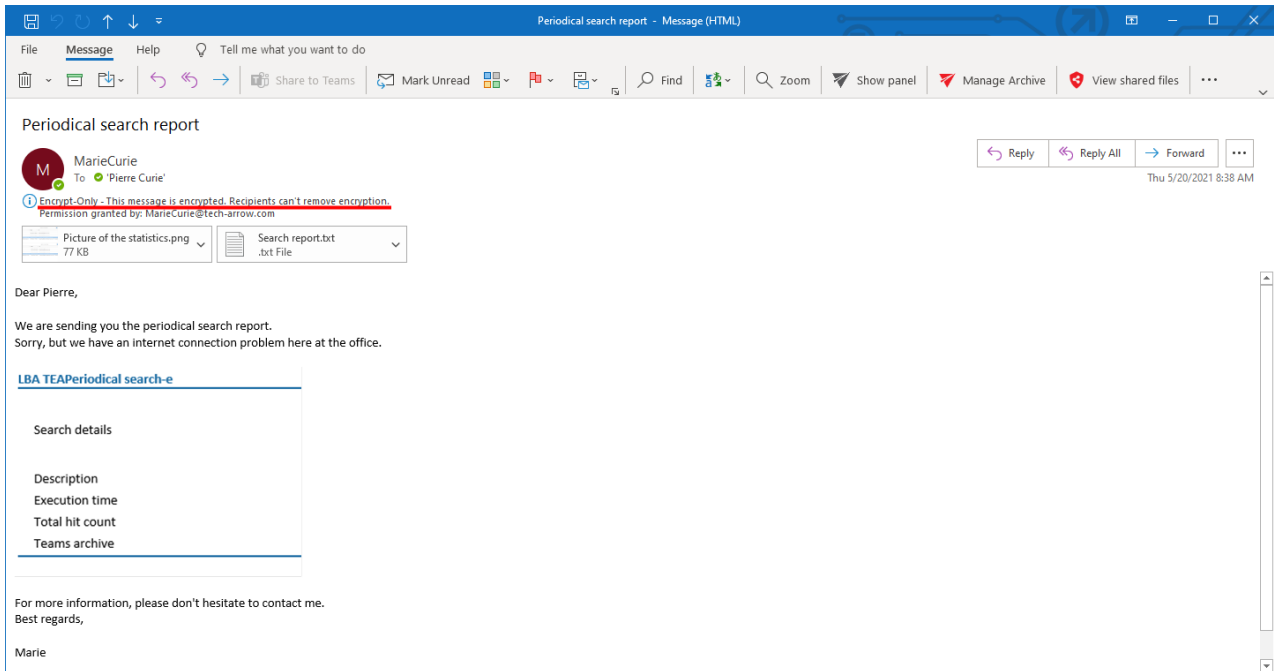 Periodical search report - Message (HTML)
File Message Help Tell me what you want to do
Share to Teams Mark Unread Find Zoom Show panel Manage Archive View shared files
Periodical search report
M MarieCurie
To 'Pierre Curie'
Reply Reply All Forward
Thu 5/20/2021 8:38 AM
Encrypt-Only - This message is encrypted. Recipients can't remove encryption.
Permission granted by: MarieCurie@tech-arrow.com
Picture of the statistics.png
77 KB
Search report.txt
.txt File
Dear Pierre,
We are sending you the periodical search report.
Sorry, but we have an internet connection problem here at the office.
LBA TEAPeriodical search-e
Search details
Description
Execution time
Total hit count
Teams archive
For more information, please don't hesitate to contact me.
Best regards,
Marie